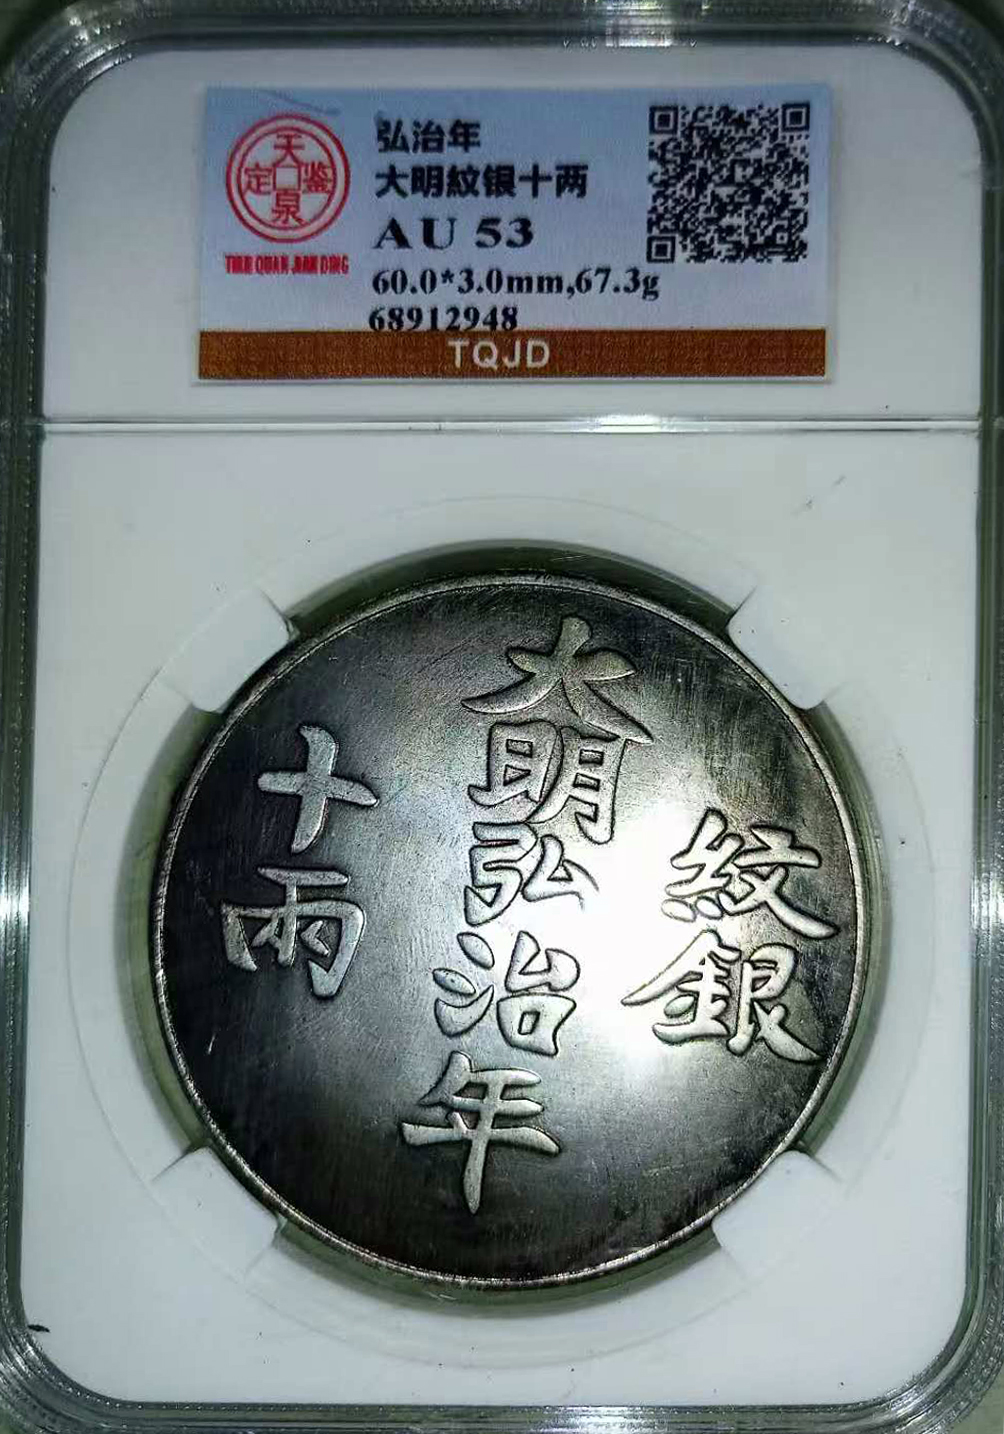 天泉鉴定
TIAN QUAN JIAN DING
弘治年
大明紋银十两
AU 53
60.0*3.0mm,67.3g
68912948
TQJD
大明弘治年
紋銀
十兩